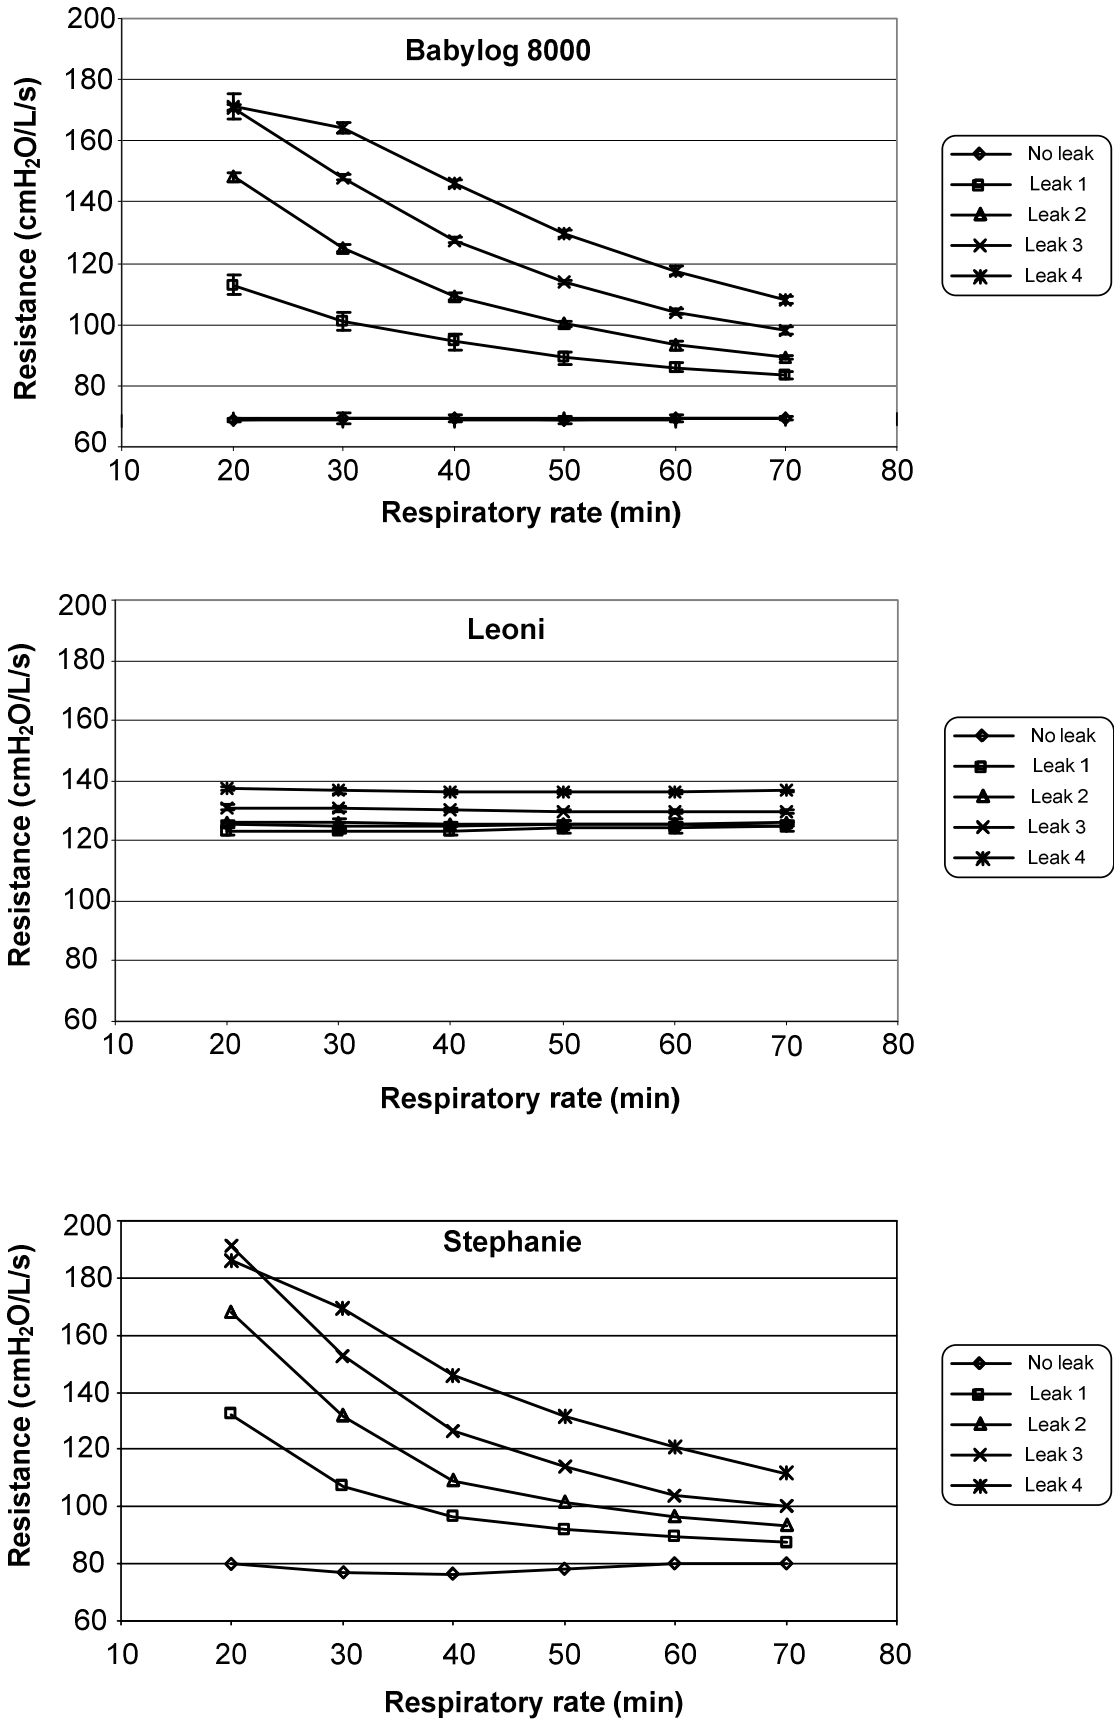 Babylog 8000
Resistance (cmH₂O/L/s)
200
180
160
140
120
100
80
60
10 20 30 40 50 60 70 80
Respiratory rate (min)
No leak
Leak 1
Leak 2
Leak 3
Leak 4
Leoni
Resistance (cmH₂O/L/s)
200
180
160
140
120
100
80
60
10 20 30 40 50 60 70 80
Respiratory rate (min)
No leak
Leak 1
Leak 2
Leak 3
Leak 4
Stephanie
Resistance (cmH₂O/L/s)
200
180
160
140
120
100
80
60
10 20 30 40 50 60 70 80
Respiratory rate (min)
No leak
Leak 1
Leak 2
Leak 3
Leak 4